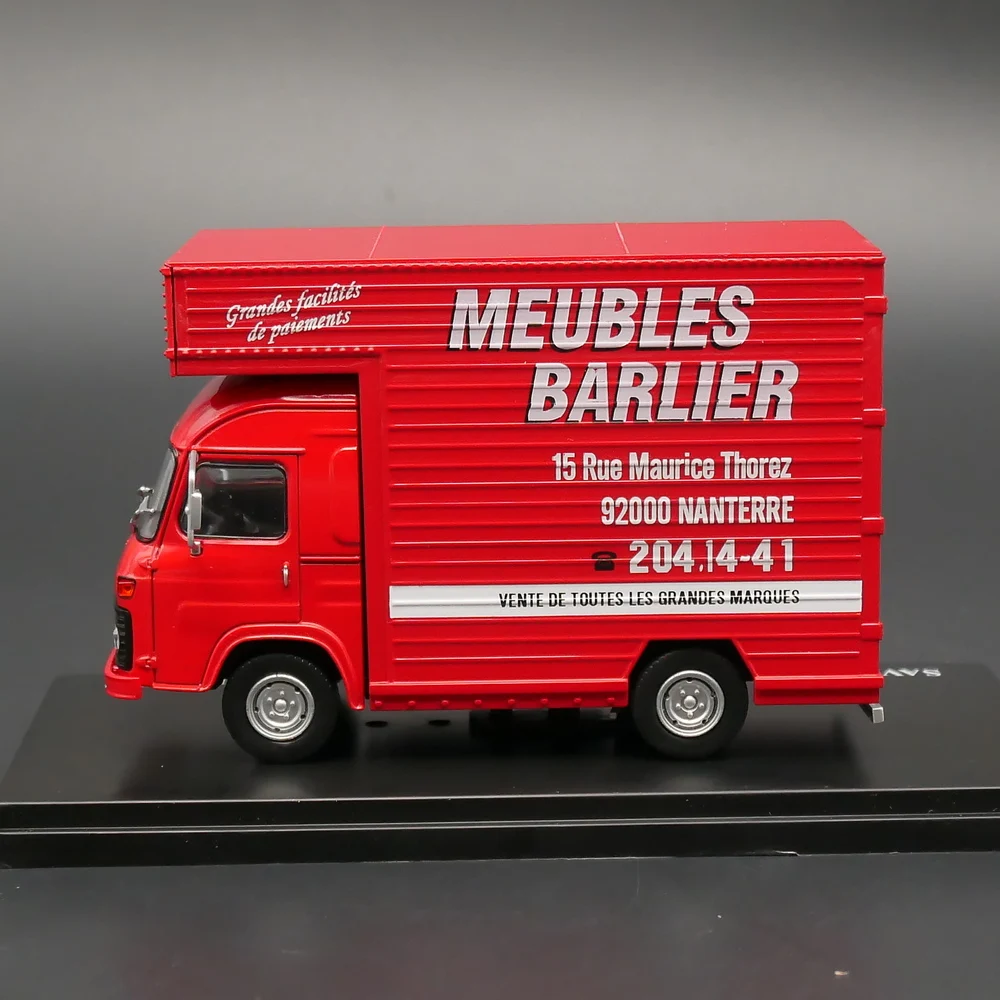 Grandes facilités
de paiements
MEUBLES
BARLIER
15 Rue Maurice Thorez
92000 NANTERRE
204.14-41
VENTE DE TOUTES LES GRANDES MARQUES